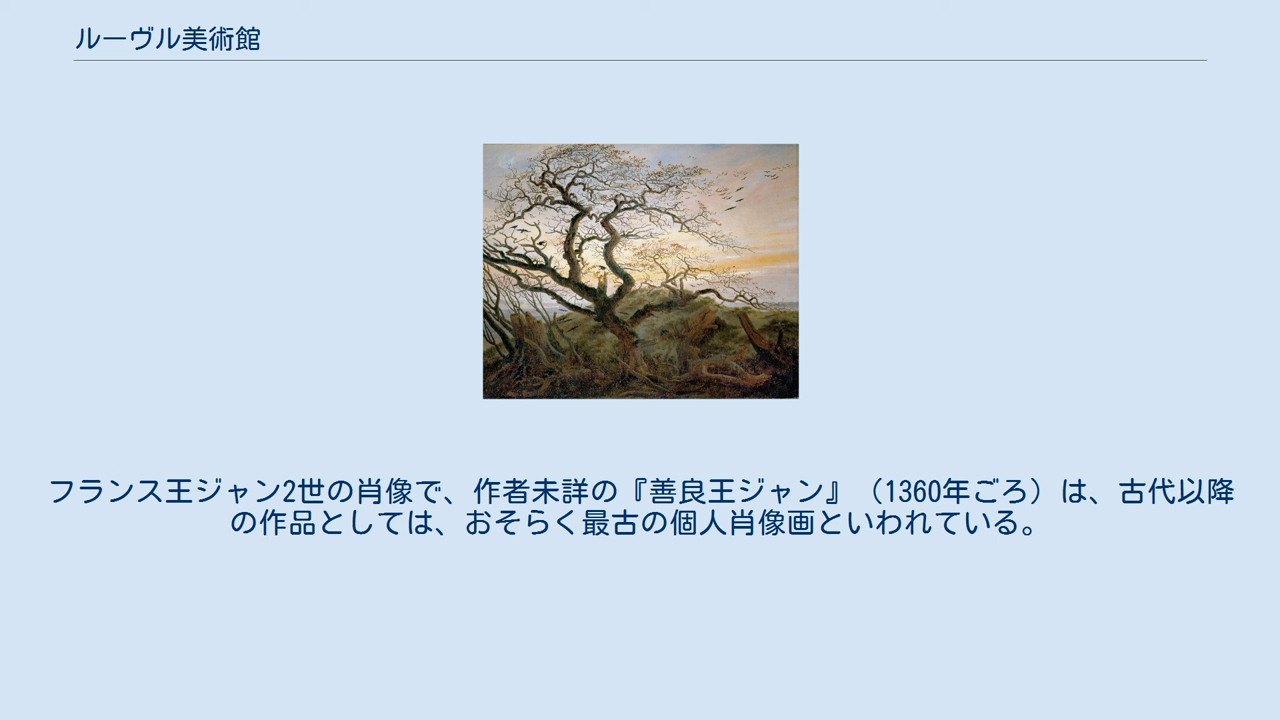 ルーヴル美術館
フランス王ジャン2世の肖像で、作者未詳の『善良王ジャン』（1360年ごろ）は、古代以降
の作品としては、おそらく最古の個人肖像画といわれている。